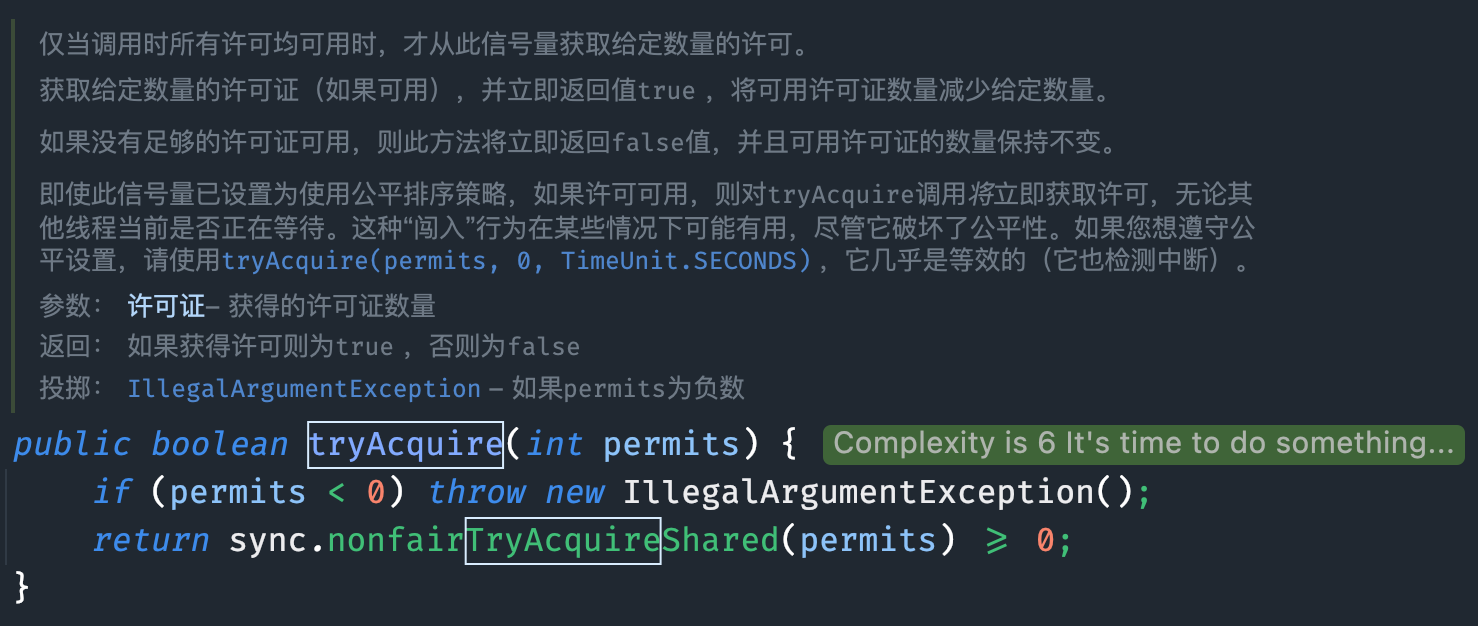 仅当调用时所有许可均可用时，才从此信号量获取给定数量的许可。
获取给定数量的许可证（如果可用），并立即返回值true ，将可用许可证数量减少给定数量。
如果没有足够的许可证可用，则此方法将立即返回false值，并且可用许可证的数量保持不变。
即使此信号量已设置为使用公平排序策略，如果许可可用，则对tryAcquire调用将立即获取许可，无论其
他线程当前是否正在等待。这种“闯入”行为在某些情况下可能有用，尽管它破坏了公平性。如果您想遵守公
平设置，请使用tryAcquire(permits, 0, TimeUnit.SECONDS) ，它几乎是等效的（它也检测中断）。
参数： 许可证– 获得的许可证数量
返回： 如果获得许可则为true ，否则为false
投掷： IllegalArgumentException – 如果permits为负数
public boolean tryAcquire(int permits) { Complexity is 6 It's time to do something...
if (permits < 0) throw new IllegalArgumentException();
return sync.nonfairTryAcquireShared(permits) ⩾ 0;
}